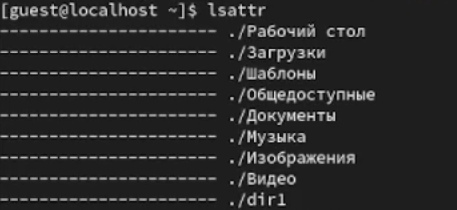 [guest@localhost ~]$ lsattr
---------------------- ./Рабочий стол
---------------------- ./Загрузки
---------------------- ./Шаблоны
---------------------- ./Общедоступные
---------------------- ./Документы
---------------------- ./Музыка
---------------------- ./Изображения
---------------------- ./Видео
---------------------- ./dir1